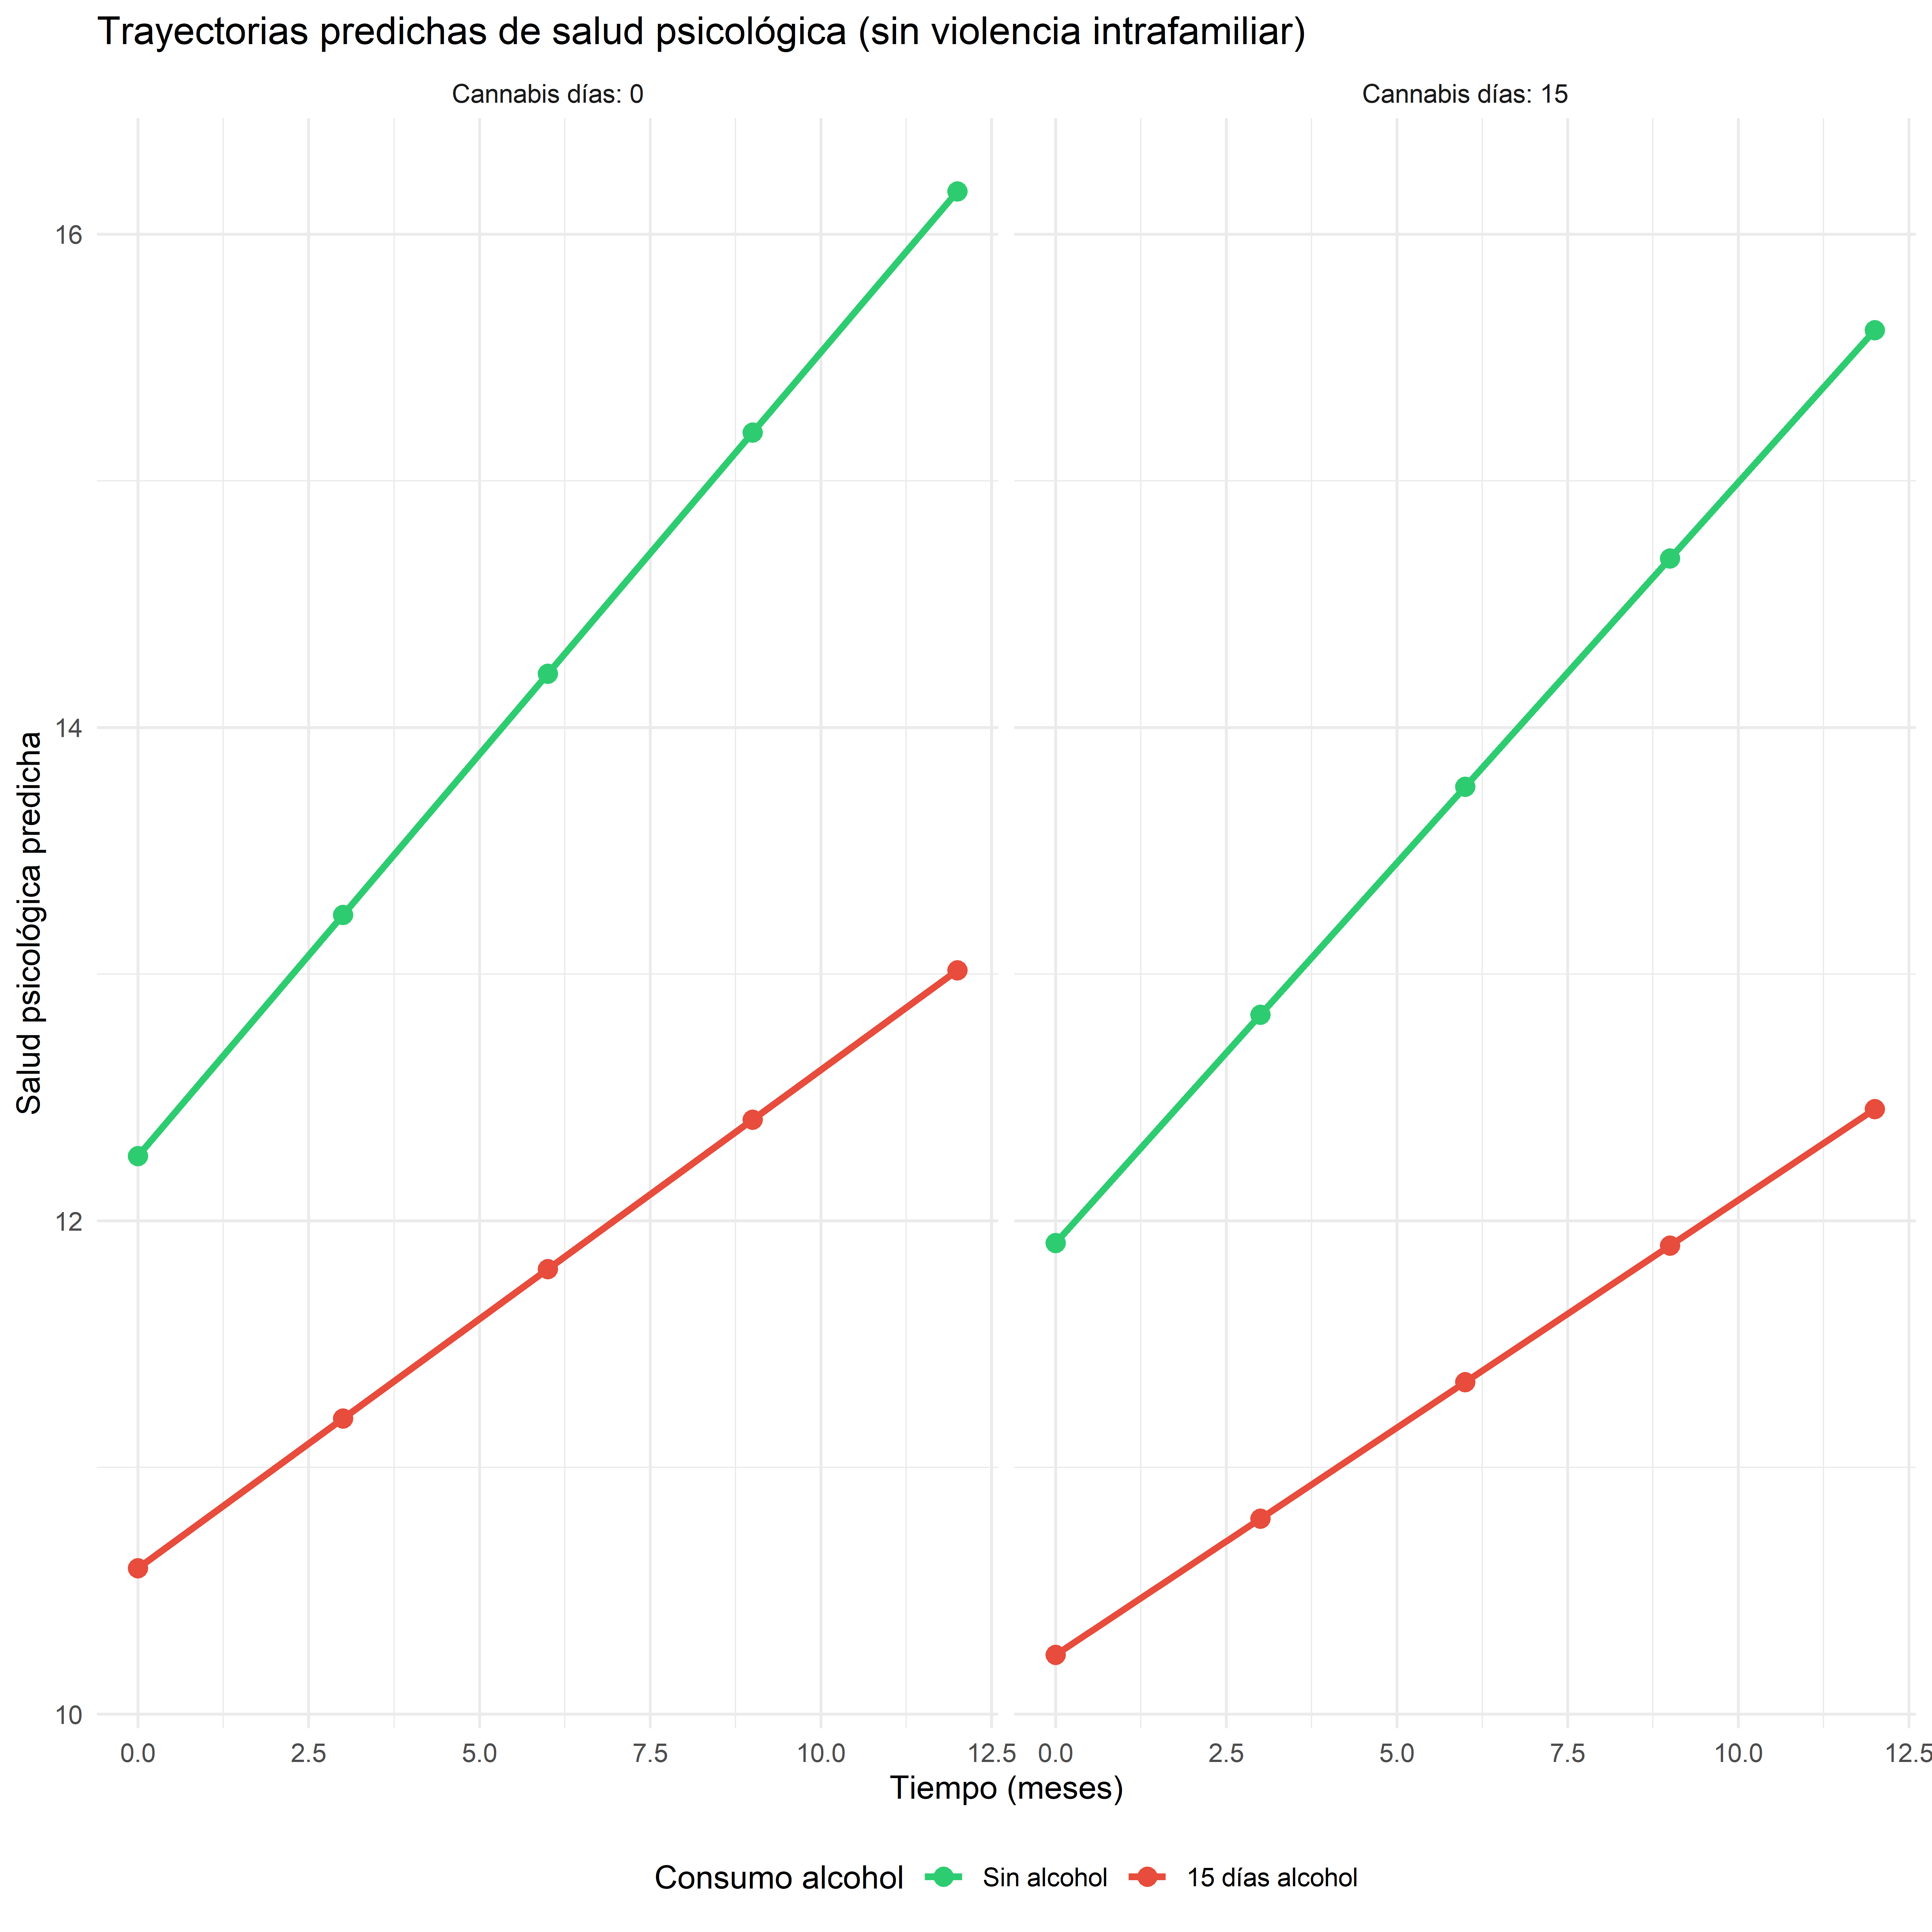 Trayectorias predichas de salud psicológica (sin violencia intrafamiliar)
Cannabis días: 0
Cannabis días: 15
Salud psicológica predicha
16
14
12
10
0.0 2.5 5.0 7.5 10.0 12.5
0.0 2.5 5.0 7.5 10.0 12.5
Tiempo (meses)
Consumo alcohol Sin alcohol 15 días alcohol